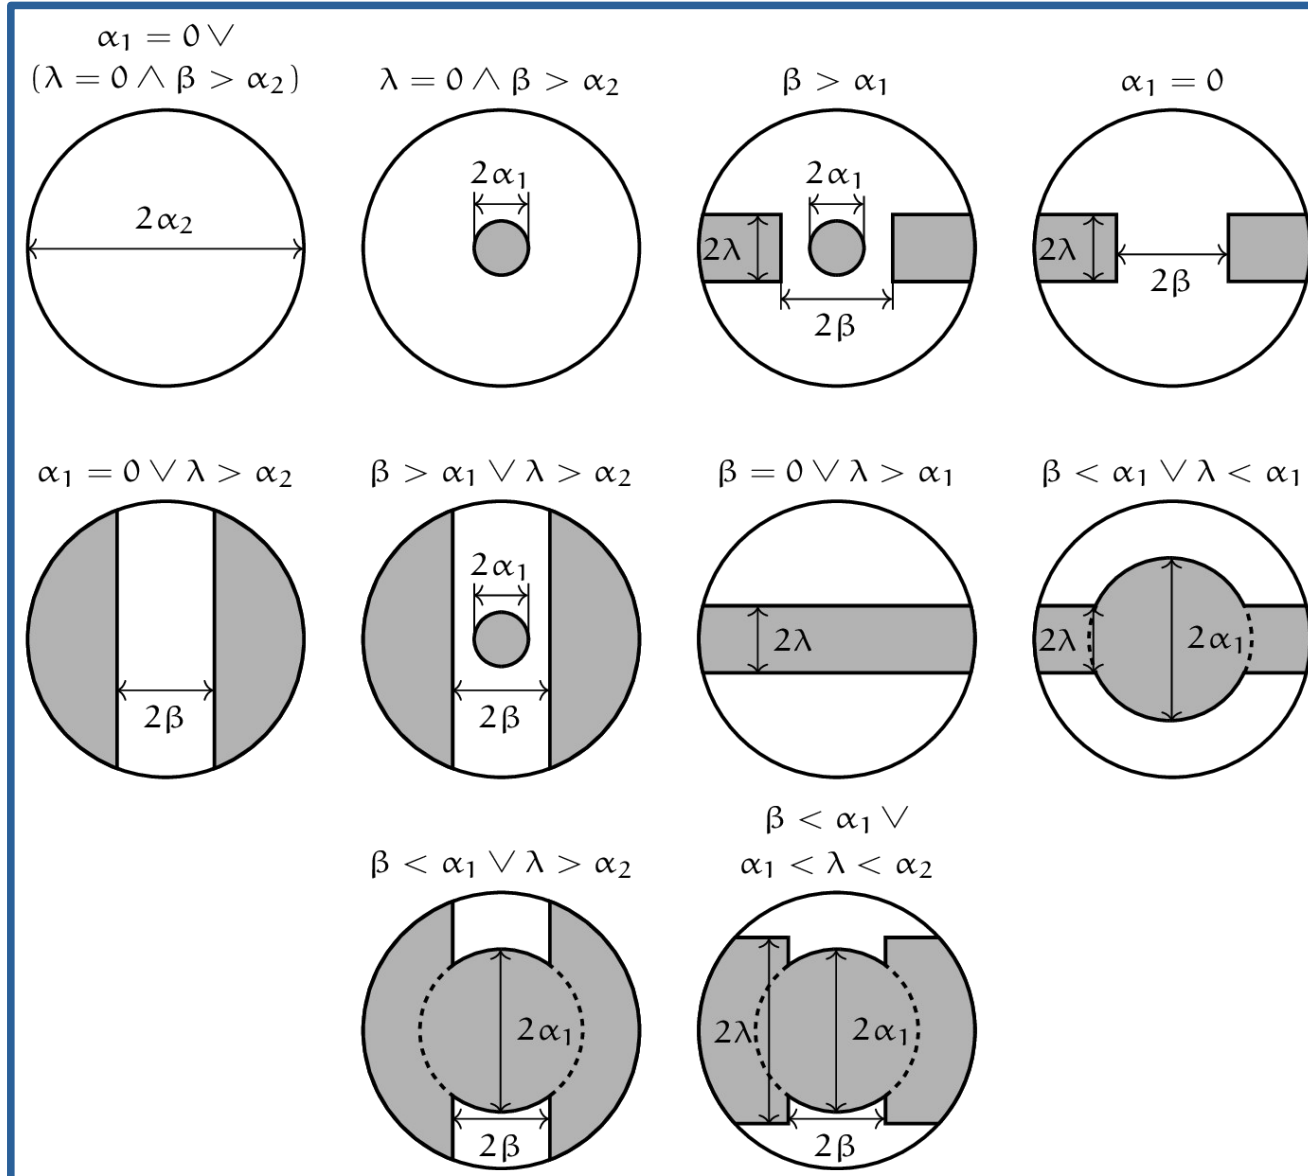 α₁ = 0 ∨
(λ = 0 ∧ β > α₂)
λ = 0 ∧ β > α₂
β > α₁
α₁ = 0
2α₂
2α₁
2α₁
2λ
2β
2λ
2β
α₁ = 0 ∨ λ > α₂
β > α₁ ∨ λ > α₂
β = 0 ∨ λ > α₁
β < α₁ ∨ λ < α₁
2β
2α₁
2β
2λ
2λ
2α₁
β < α₁ ∨ λ > α₂
β < α₁ ∨
α₁ < λ < α₂
2α₁
2β
2λ
2α₁
2β